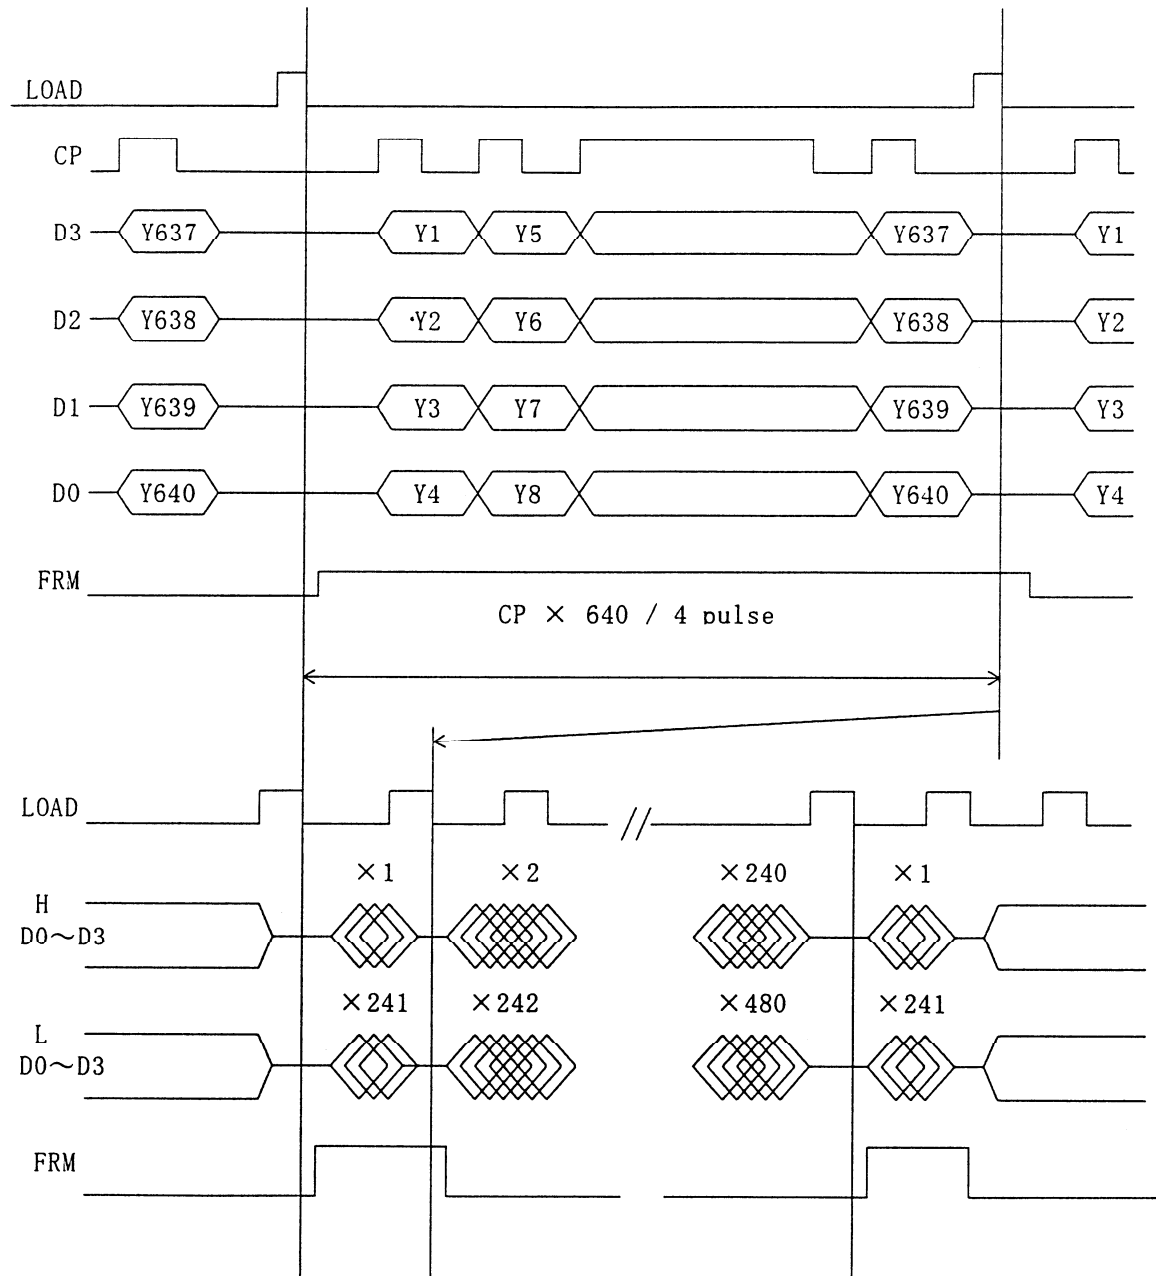 LOAD
CP
D3 Y637 Y1 Y5 Y637 Y1
D2 Y638 Y2 Y6 Y638 Y2
D1 Y639 Y3 Y7 Y639 Y3
D0 Y640 Y4 Y8 Y640 Y4
FRM
CP × 640 / 4 pulse
LOAD
//
×1 ×2 ×240 ×1
H
D0～D3
×241 ×242 ×480 ×241
L
D0～D3
FRM